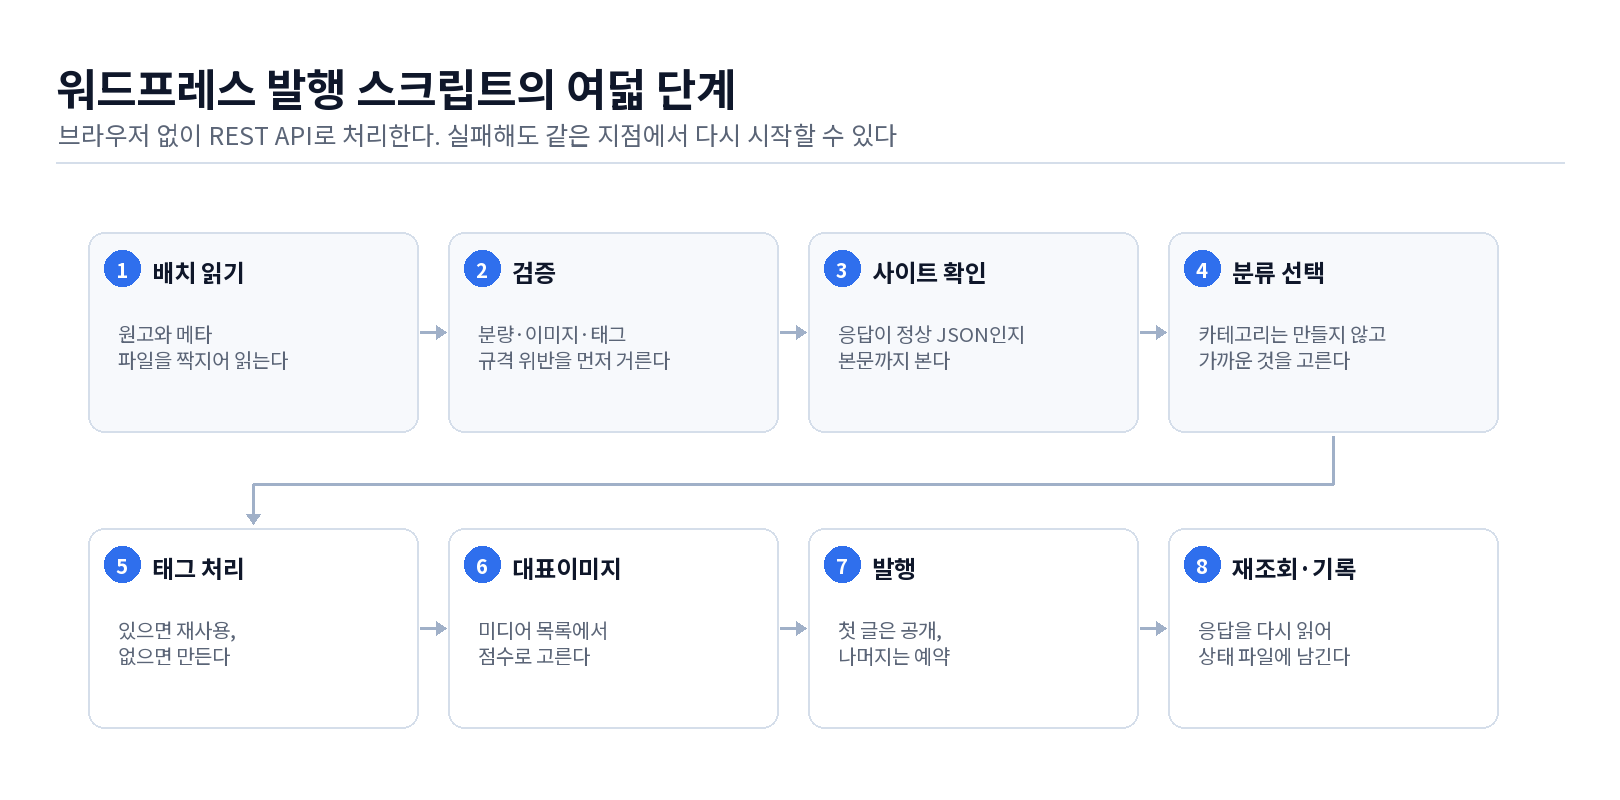 워드프레스 발행 스크립트의 여덟 단계
브라우저 없이 REST API로 처리한다. 실패해도 같은 지점에서 다시 시작할 수 있다
1 배치 읽기
원고와 메타
파일을 짝지어 읽는다
2 검증
분량·이미지·태그
규격 위반을 먼저 거른다
3 사이트 확인
응답이 정상 JSON인지
본문까지 본다
4 분류 선택
카테고리는 만들지 않고
가까운 것을 고른다
5 태그 처리
있으면 재사용,
없으면 만든다
6 대표이미지
미디어 목록에서
점수로 고른다
7 발행
첫 글은 공개,
나머지는 예약
8 재조회·기록
응답을 다시 읽어
상태 파일에 남긴다